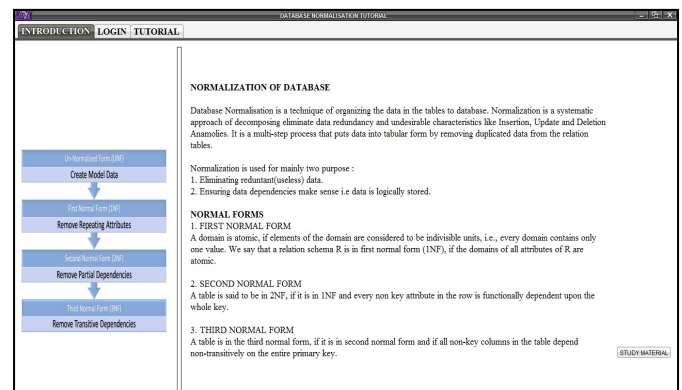 DATABASE NORMALISATION TUTORIAL
INTRODUCTION LOGIN TUTORIAL
Un-Normalised Form (UNF)
Create Model Data
First Normal Form (1NF)
Remove Repeating Attributes
Second Normal Form (2NF)
Remove Partial Dependencies
Third Normal Form (3NF)
Remove Transitive Dependencies
NORMALIZATION OF DATABASE
Database Normalisation is a technique of organizing the data in the tables to database. Normalization is a systematic
approach of decomposing eliminate data redundancy and undesirable characteristics like Insertion, Update and Deletion
Anamolies. It is a multi-step process that puts data into tabular form by removing duplicated data from the relation
tables.
Normalization is used for mainly two purpose :
1. Eliminating reduntant(useless) data.
2. Ensuring data dependencies make sense i.e data is logically stored.
NORMAL FORMS
1. FIRST NORMAL FORM
A domain is atomic, if elements of the domain are considered to be indivisible units, i.e., every domain contains only
one value. We say that a relation schema R is in first normal form (1NF), if the domains of all attributes of R are
atomic.
2. SECOND NORMAL FORM
A table is said to be in 2NF, if it is in 1NF and every non key attribute in the row is functionally dependent upon the
whole key.
3. THIRD NORMAL FORM
A table is in the third normal form, if it is in second normal form and if all non-key columns in the table depend
non-transitively on the entire primary key.
STUDY MATERIAL